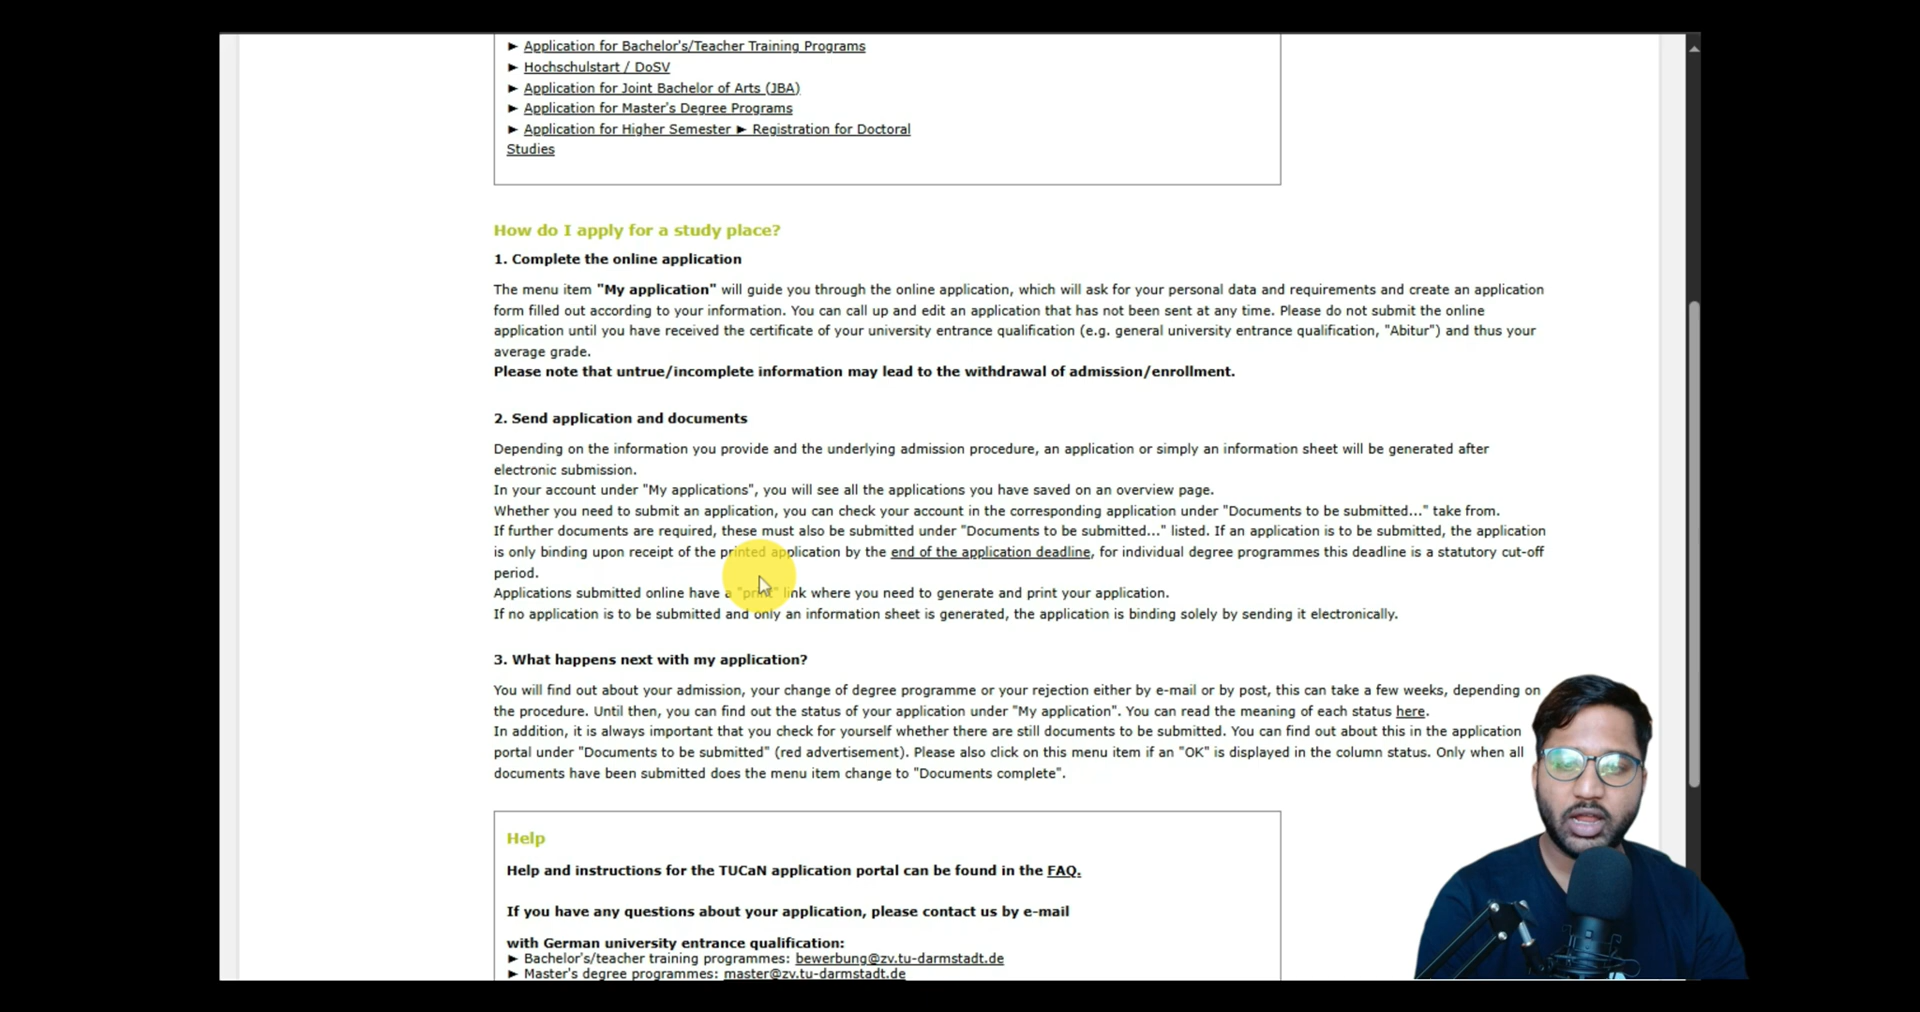 ► Application for Bachelor's/Teacher Training Programs
► Hochschulstart / DoSV
► Application for Joint Bachelor of Arts (JBA)
► Application for Master's Degree Programs
► Application for Higher Semester ► Registration for Doctoral
Studies
How do I apply for a study place?
1. Complete the online application
The menu item "My application" will guide you through the online application, which will ask for your personal data and requirements and create an application
form filled out according to your information. You can call up and edit an application that has not been sent at any time. Please do not submit the online
application until you have received the certificate of your university entrance qualification (e.g. general university entrance qualification, "Abitur") and thus your
average grade.
Please note that untrue/incomplete information may lead to the withdrawal of admission/enrollment.
2. Send application and documents
Depending on the information you provide and the underlying admission procedure, an application or simply an information sheet will be generated after
electronic submission.
In your account under "My applications", you will see all the applications you have saved on an overview page.
Whether you need to submit an application, you can check your account in the corresponding application under "Documents to be submitted..." take from.
If further documents are required, these must also be submitted under "Documents to be submitted..." listed. If an application is to be submitted, the application
is only binding upon receipt of the printed application by the end of the application deadline, for individual degree programmes this deadline is a statutory cut-off
period.
Applications submitted online have a "print" link where you need to generate and print your application.
If no application is to be submitted and only an information sheet is generated, the application is binding solely by sending it electronically.
3. What happens next with my application?
You will find out about your admission, your change of degree programme or your rejection either by e-mail or by post, this can take a few weeks, depending on
the procedure. Until then, you can find out the status of your application under "My application". You can read the meaning of each status here.
In addition, it is always important that you check for yourself whether there are still documents to be submitted. You can find out about this in the application
portal under "Documents to be submitted" (red advertisement). Please also click on this menu item if an "OK" is displayed in the column status. Only when all
documents have been submitted does the menu item change to "Documents complete".
Help
Help and instructions for the TUCaN application portal can be found in the FAQ.
If you have any questions about your application, please contact us by e-mail
with German university entrance qualification:
► Bachelor's/teacher training programmes: bewerbung@zv.tu-darmstadt.de
► Master's degree programmes: master@zv.tu-darmstadt.de